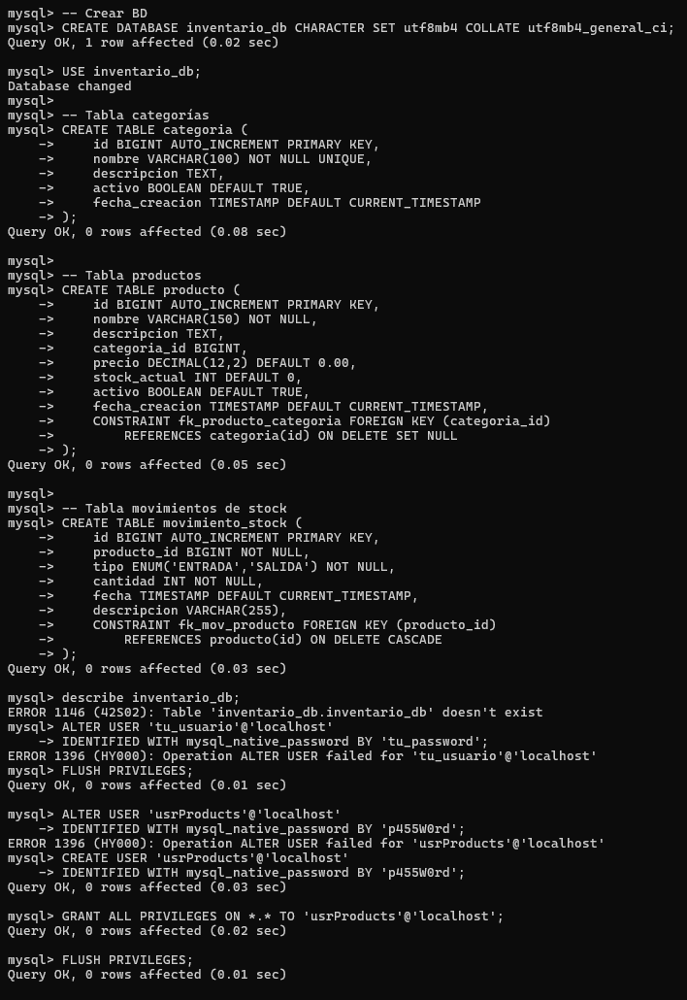 mysql> -- Crear BD
mysql> CREATE DATABASE inventario_db CHARACTER SET utf8mb4 COLLATE utf8mb4_general_ci;
Query OK, 1 row affected (0.02 sec)

mysql> USE inventario_db;
Database changed
mysql>
mysql> -- Tabla categorías
mysql> CREATE TABLE categoria (
    ->     id BIGINT AUTO_INCREMENT PRIMARY KEY,
    ->     nombre VARCHAR(100) NOT NULL UNIQUE,
    ->     descripcion TEXT,
    ->     activo BOOLEAN DEFAULT TRUE,
    ->     fecha_creacion TIMESTAMP DEFAULT CURRENT_TIMESTAMP
    -> );
Query OK, 0 rows affected (0.08 sec)

mysql>
mysql> -- Tabla productos
mysql> CREATE TABLE producto (
    ->     id BIGINT AUTO_INCREMENT PRIMARY KEY,
    ->     nombre VARCHAR(150) NOT NULL,
    ->     descripcion TEXT,
    ->     categoria_id BIGINT,
    ->     precio DECIMAL(12,2) DEFAULT 0.00,
    ->     stock_actual INT DEFAULT 0,
    ->     activo BOOLEAN DEFAULT TRUE,
    ->     fecha_creacion TIMESTAMP DEFAULT CURRENT_TIMESTAMP,
    ->     CONSTRAINT fk_producto_categoria FOREIGN KEY (categoria_id)
    ->         REFERENCES categoria(id) ON DELETE SET NULL
    -> );
Query OK, 0 rows affected (0.05 sec)

mysql>
mysql> -- Tabla movimientos de stock
mysql> CREATE TABLE movimiento_stock (
    ->     id BIGINT AUTO_INCREMENT PRIMARY KEY,
    ->     producto_id BIGINT NOT NULL,
    ->     tipo ENUM('ENTRADA','SALIDA') NOT NULL,
    ->     cantidad INT NOT NULL,
    ->     fecha TIMESTAMP DEFAULT CURRENT_TIMESTAMP,
    ->     descripcion VARCHAR(255),
    ->     CONSTRAINT fk_mov_producto FOREIGN KEY (producto_id)
    ->         REFERENCES producto(id) ON DELETE CASCADE
    -> );
Query OK, 0 rows affected (0.03 sec)

mysql> describe inventario_db;
ERROR 1146 (42S02): Table 'inventario_db.inventario_db' doesn't exist
mysql> ALTER USER 'tu_usuario'@'localhost'
    -> IDENTIFIED WITH mysql_native_password BY 'tu_password';
ERROR 1396 (HY000): Operation ALTER USER failed for 'tu_usuario'@'localhost'
mysql> FLUSH PRIVILEGES;
Query OK, 0 rows affected (0.01 sec)

mysql> ALTER USER 'usrProducts'@'localhost'
    -> IDENTIFIED WITH mysql_native_password BY 'p455W0rd';
ERROR 1396 (HY000): Operation ALTER USER failed for 'usrProducts'@'localhost'
mysql> CREATE USER 'usrProducts'@'localhost'
    -> IDENTIFIED WITH mysql_native_password BY 'p455W0rd';
Query OK, 0 rows affected (0.03 sec)

mysql> GRANT ALL PRIVILEGES ON *.* TO 'usrProducts'@'localhost';
Query OK, 0 rows affected (0.02 sec)

mysql> FLUSH PRIVILEGES;
Query OK, 0 rows affected (0.01 sec)